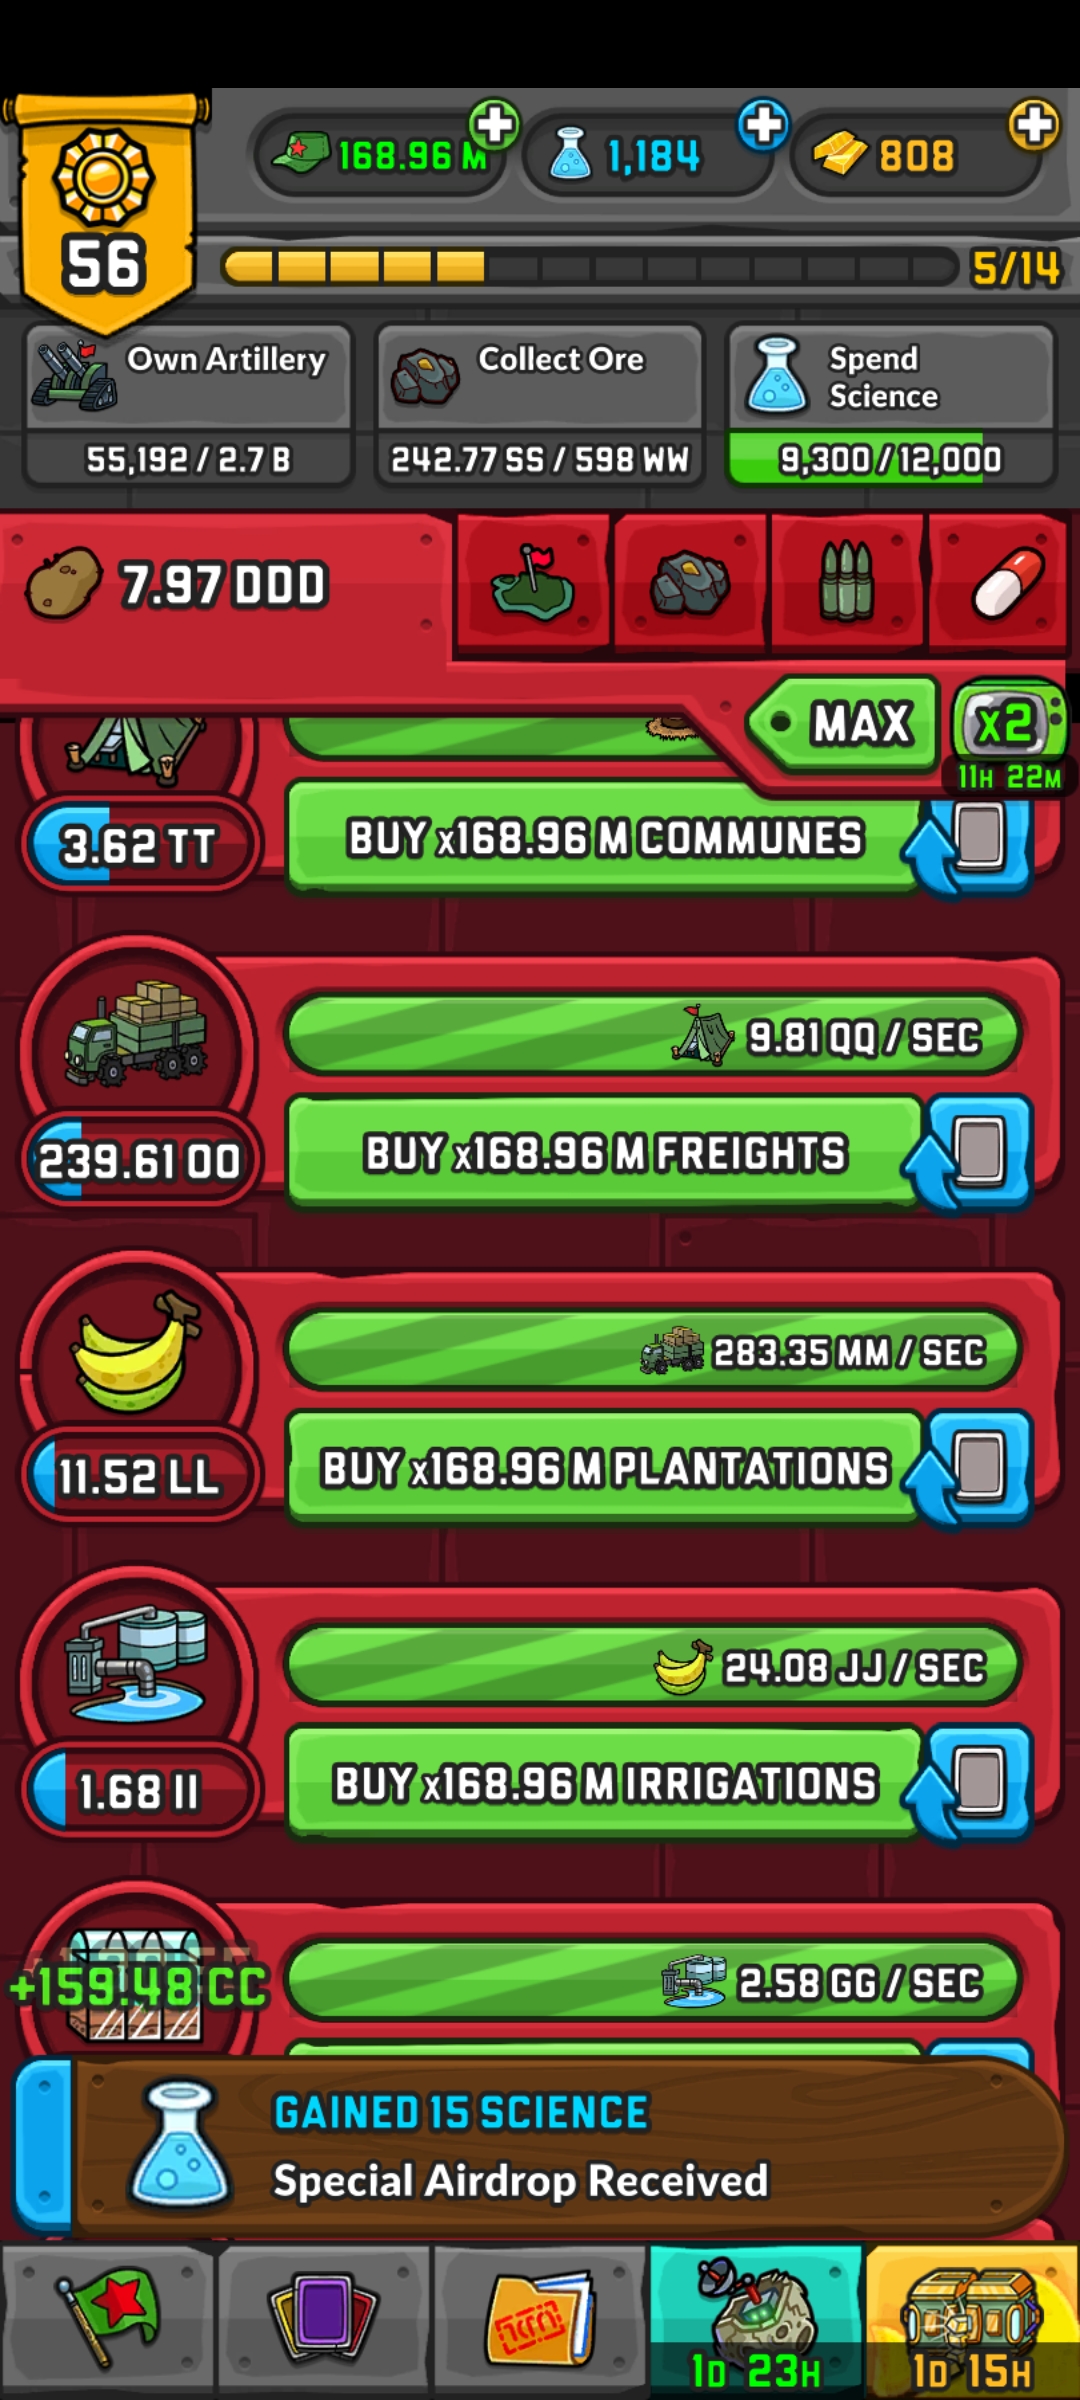 168.96 M
1,184
808
56
5/14
Own Artillery
55,192 / 2.7 B
Collect Ore
242.77 SS / 598 WW
Spend
Science
9,300 / 12,000
7.97 DDD
MAX
X2
11H 22M
3.62 TT
BUY x168.96 M COMMUNES
9.81 QQ / SEC
239.61 OO
BUY x168.96 M FREIGHTS
283.35 MM / SEC
11.52 LL
BUY x168.96 M PLANTATIONS
24.08 JJ / SEC
1.68 II
BUY x168.96 M IRRIGATIONS
+159.48 CC
2.58 GG / SEC
GAINED 15 SCIENCE
Special Airdrop Received
1D 23H
1D 15H